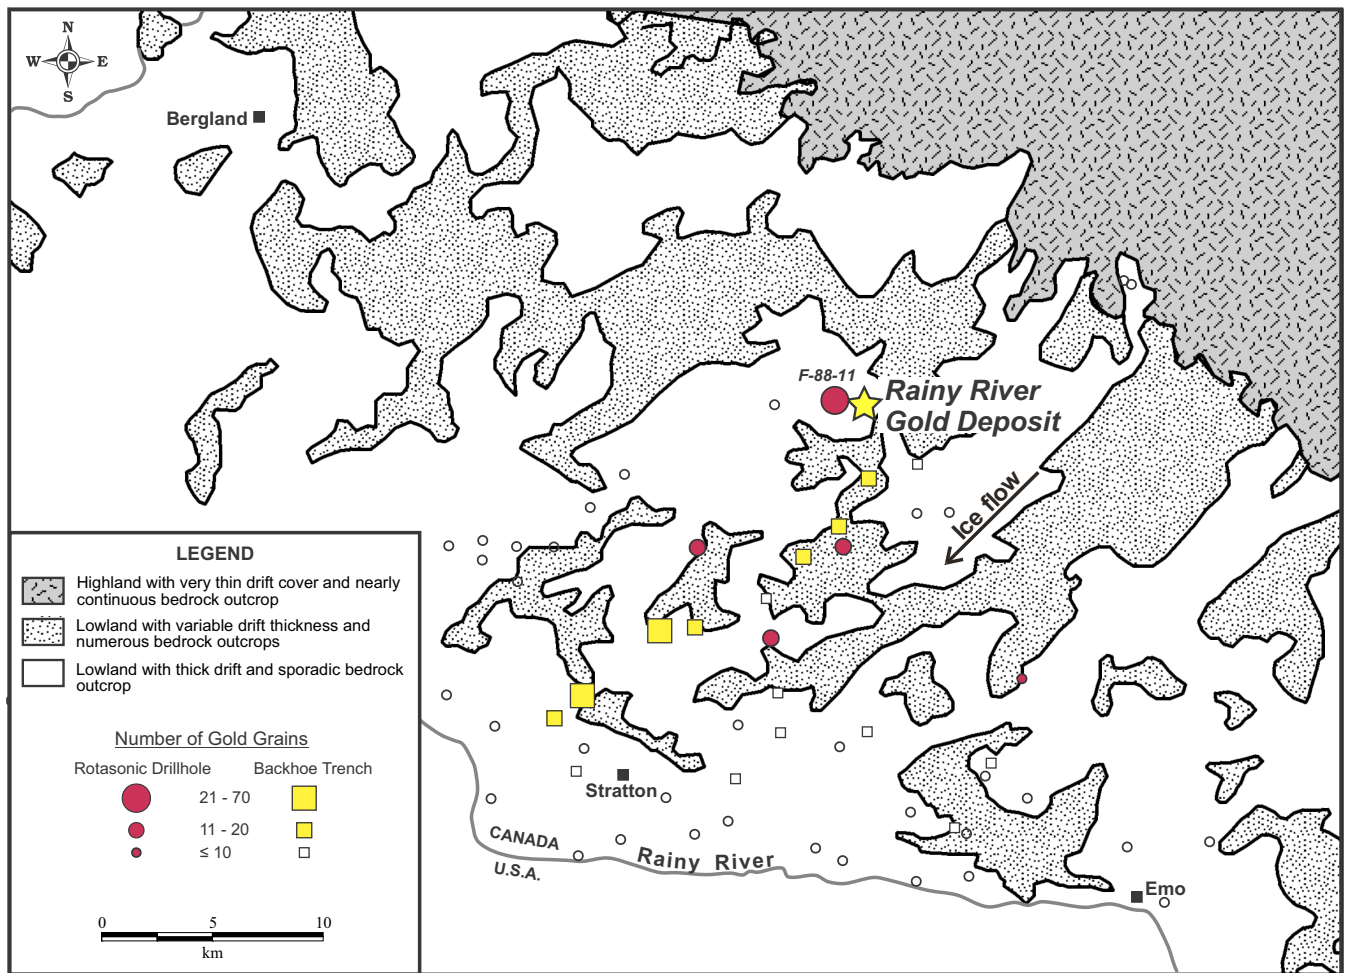 N
W E
S
Bergland
F-88-11
Rainy River
Gold Deposit
Ice flow
LEGEND
Highland with very thin drift cover and nearly
continuous bedrock outcrop
Lowland with variable drift thickness and
numerous bedrock outcrops
Lowland with thick drift and sporadic bedrock
outcrop
Number of Gold Grains
Rotasonic Drillhole Backhoe Trench
21 - 70
11 - 20
≤ 10
0 5 10
km
Stratton
CANADA
U.S.A.
Rainy River
Emo